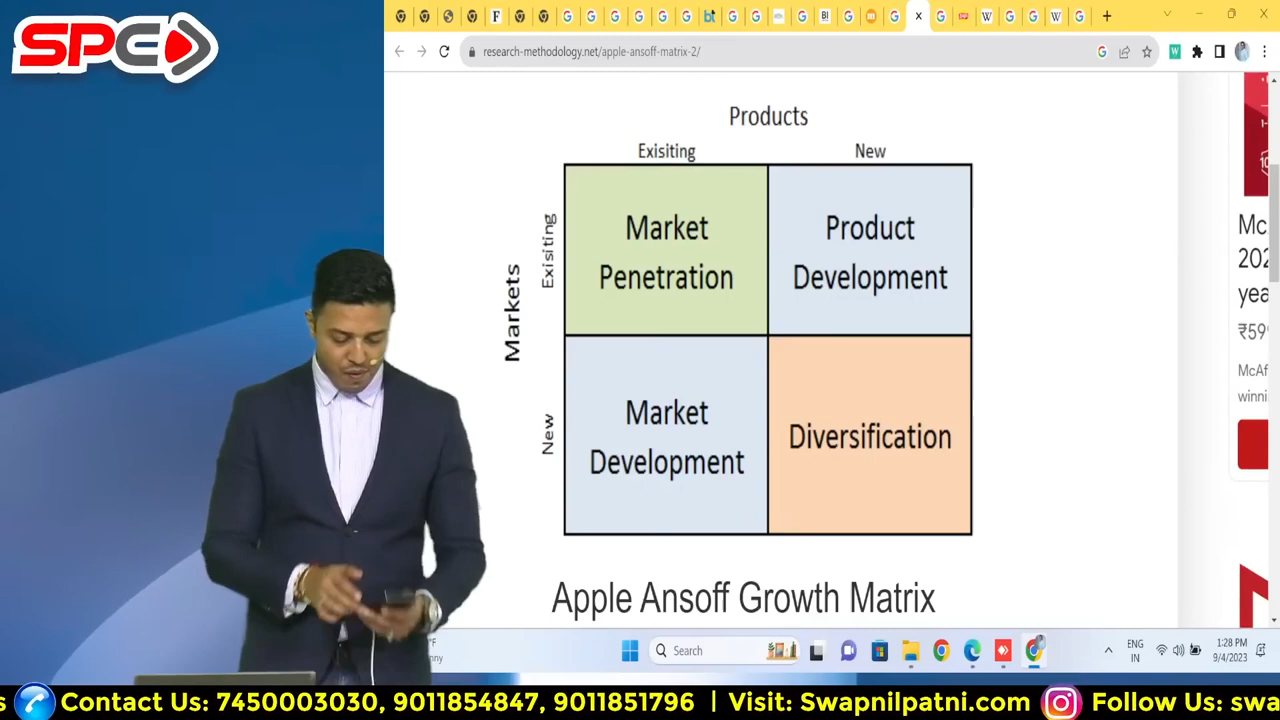 SPC
research-methodology.net/apple-ansoff-matrix-2/
Products
Exisiting New
Markets
Exisiting
New
Market
Penetration
Product
Development
Market
Development
Diversification
Apple Ansoff Growth Matrix
Mc
202
yea
₹59
McAf
winni
Search
ENG
IN
1:28 PM
9/4/2023
s Contact Us: 7450003030, 9011854847, 9011851796 | Visit: Swapnilpatni.com Follow Us: swa